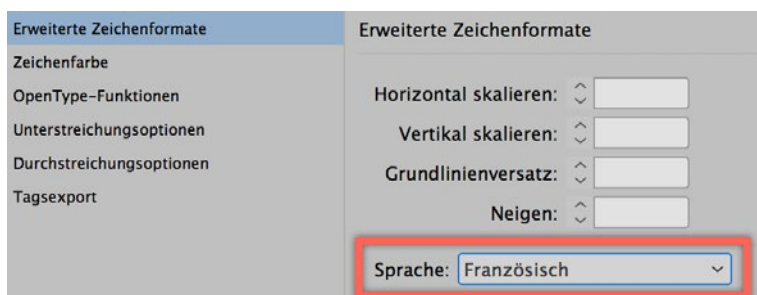 Erweiterte Zeichenformate
Zeichenfarbe
OpenType-Funktionen
Unterstreichungsoptionen
Durchstreichungsoptionen
Tagsexport
Erweiterte Zeichenformate
Horizontal skalieren:
Vertikal skalieren:
Grundlinienversatz:
Neigen:
Sprache: Französisch